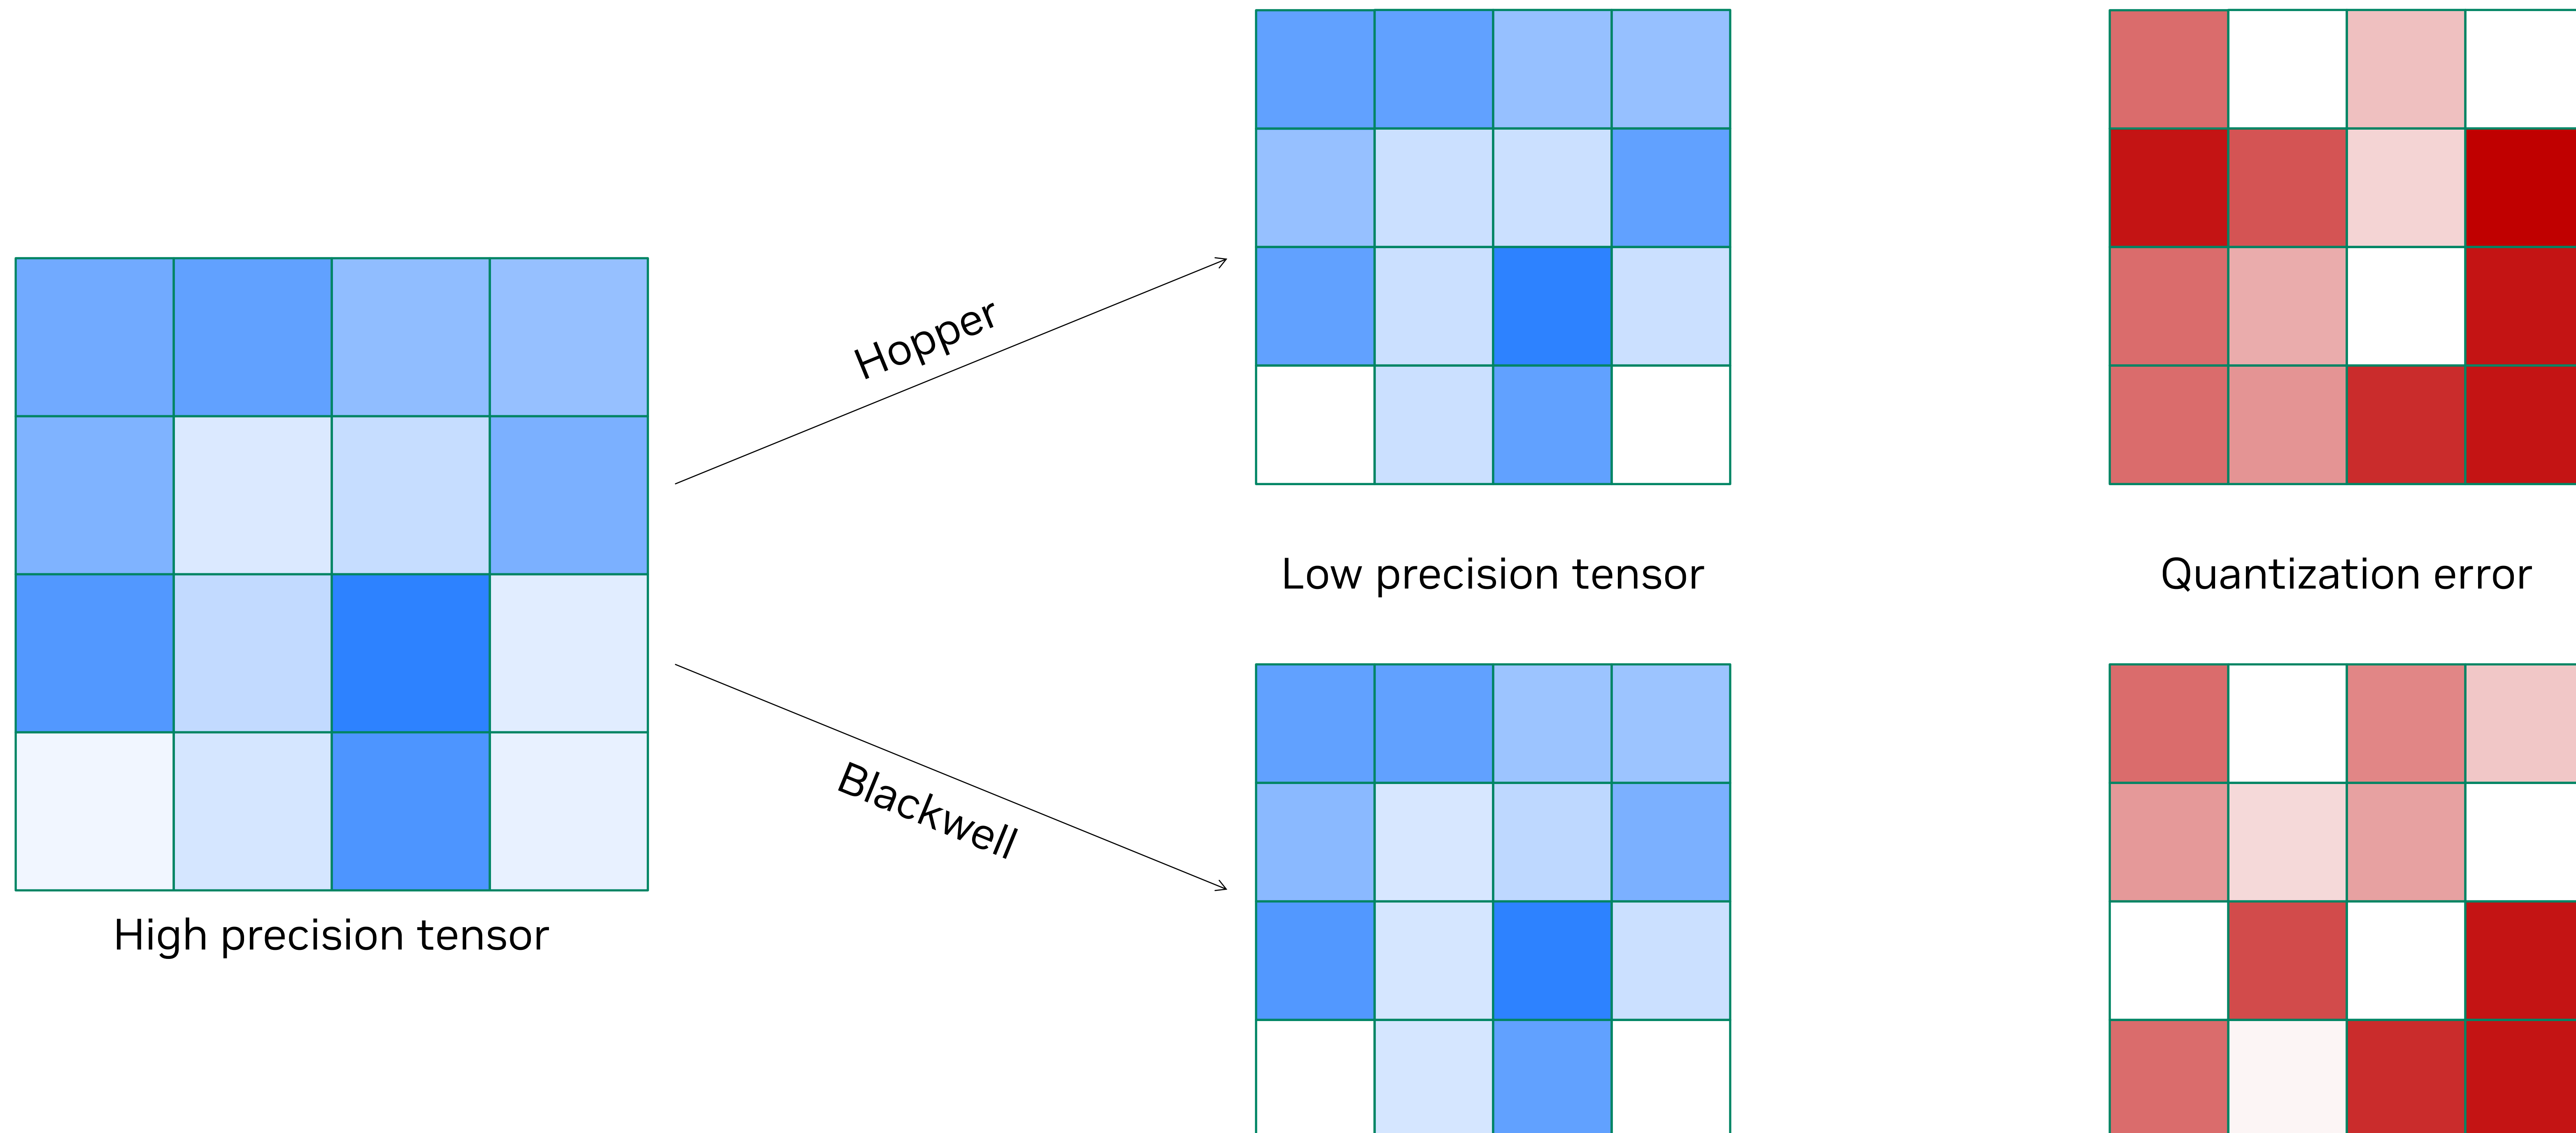 Hopper
Low precision tensor
Quantization error
Blackwell
High precision tensor